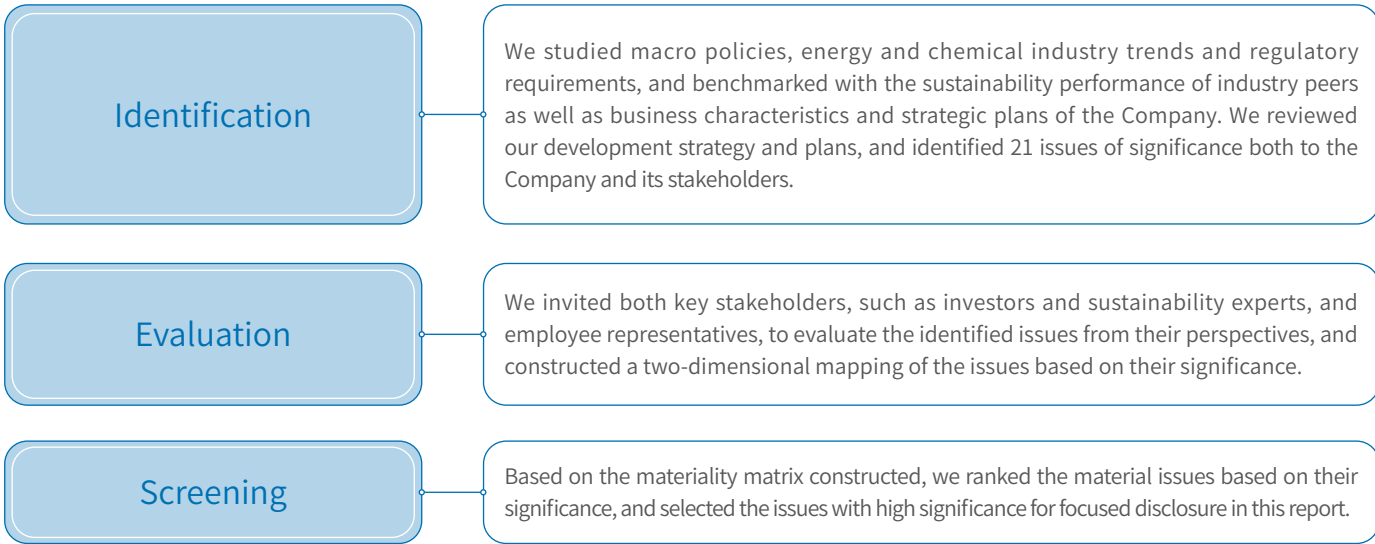 Identification
We studied macro policies, energy and chemical industry trends and regulatory
requirements, and benchmarked with the sustainability performance of industry peers
as well as business characteristics and strategic plans of the Company. We reviewed
our development strategy and plans, and identified 21 issues of significance both to the
Company and its stakeholders.
Evaluation
We invited both key stakeholders, such as investors and sustainability experts, and
employee representatives, to evaluate the identified issues from their perspectives, and
constructed a two-dimensional mapping of the issues based on their significance.
Screening
Based on the materiality matrix constructed, we ranked the material issues based on their
significance, and selected the issues with high significance for focused disclosure in this report.